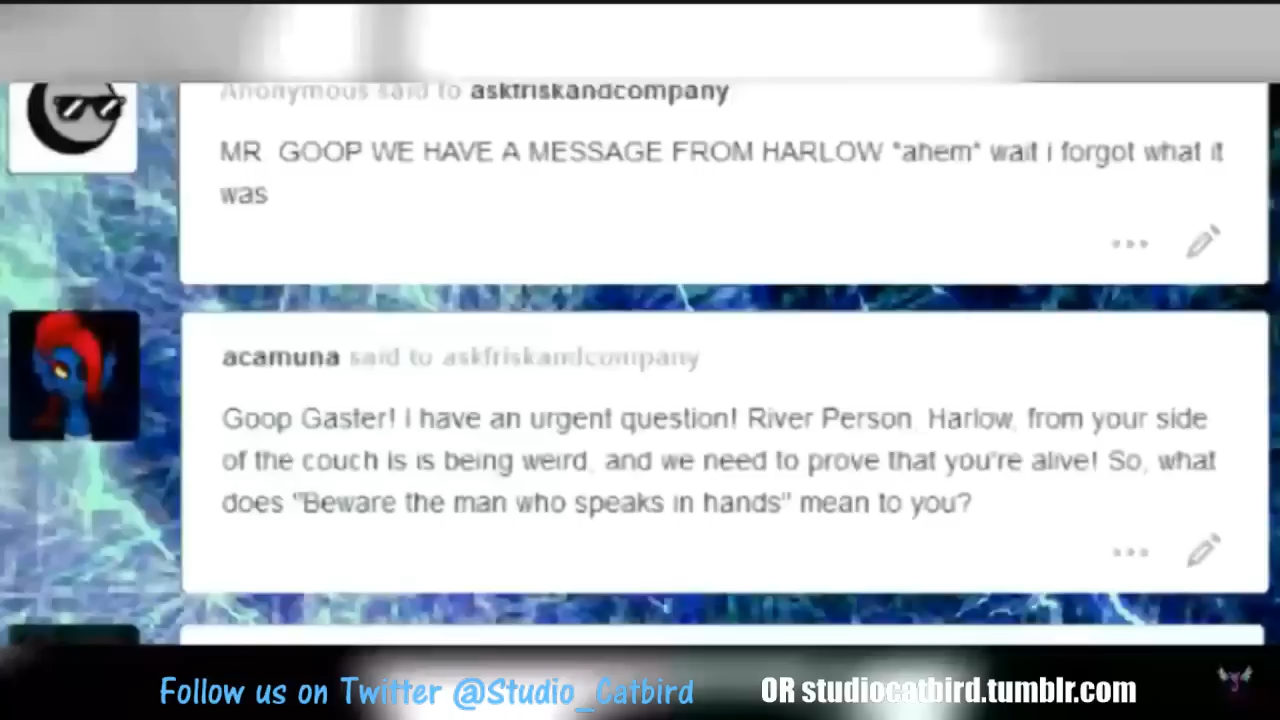 Anonymous said to askfriskandcompany
MR. GOOP WE HAVE A MESSAGE FROM HARLOW *ahem* wait i forgot what it
was
acamuna said to askfriskandcompany
Goop Gaster! I have an urgent question! River Person, Harlow, from your side
of the couch is is being weird, and we need to prove that you're alive! So, what
does "Beware the man who speaks in hands" mean to you?
Follow us on Twitter @Studio_Catbird OR studiocatbird.tumblr.com